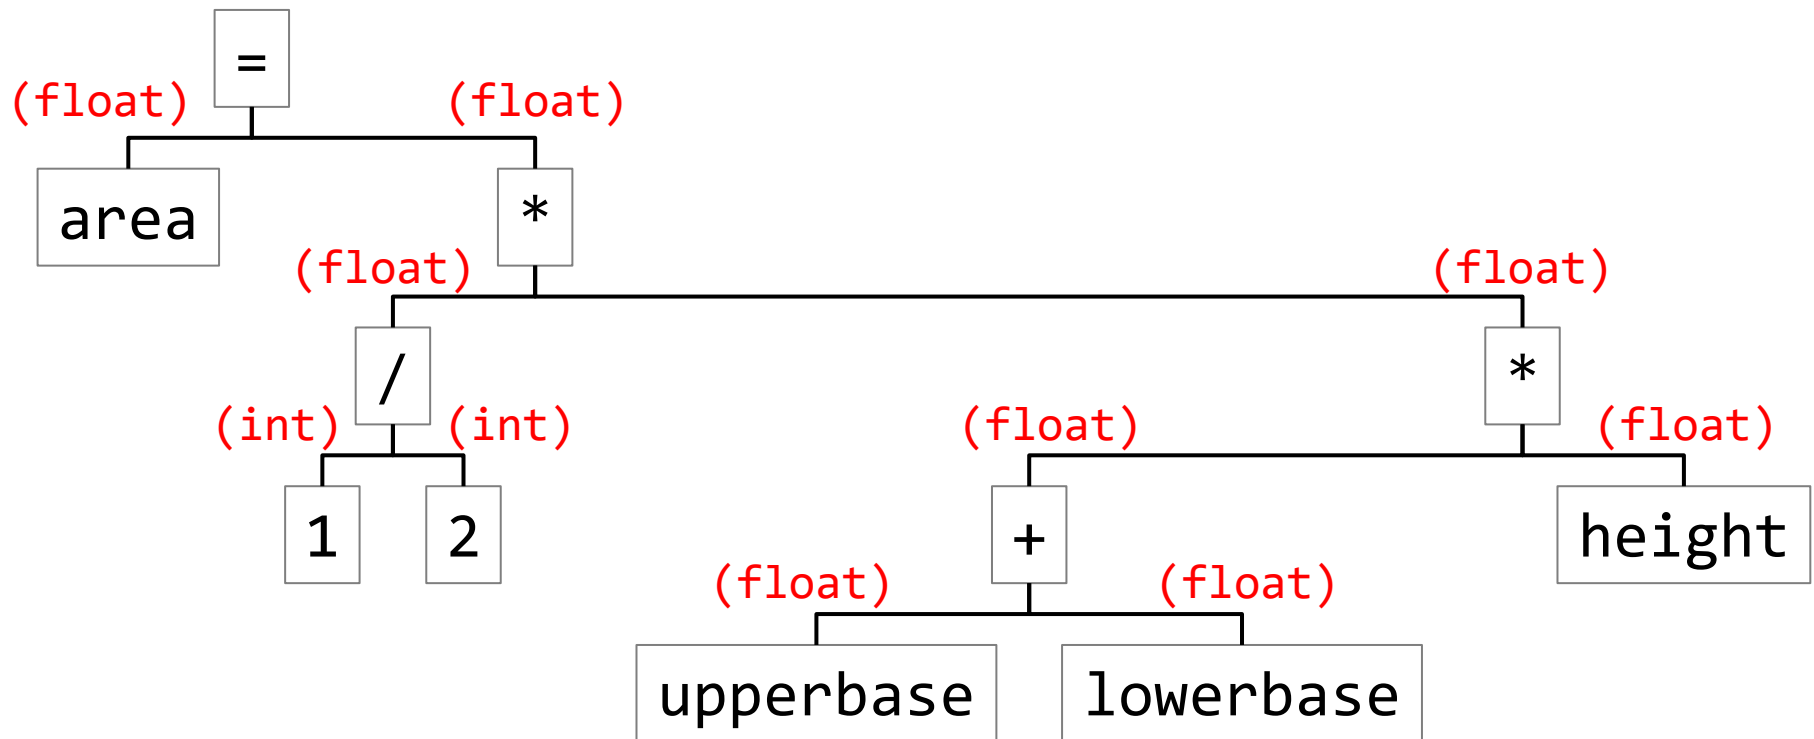 =
(float) (float)
area *
(float) (float)
/ *
(int) (int) (float) (float)
1 2 + height
(float) (float)
upperbase lowerbase